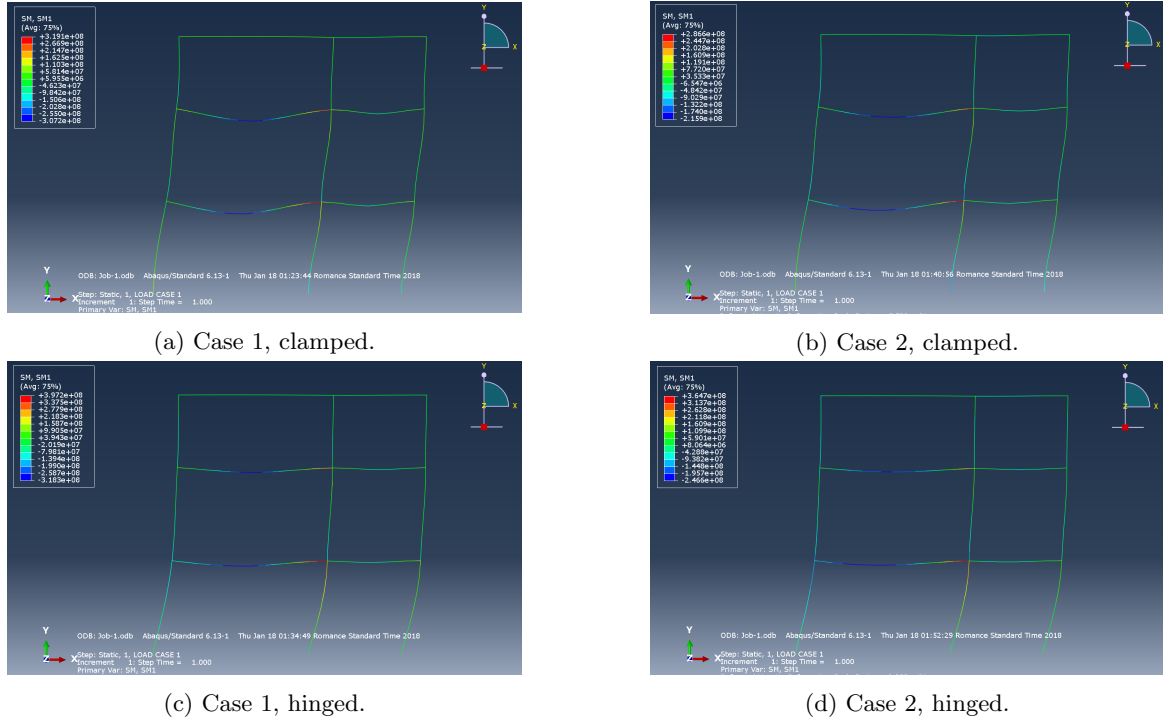 SM, SM1
(Avg: 75%)
+3.191e+08
+2.669e+08
+2.147e+08
+1.625e+08
+1.103e+08
+5.814e+07
+5.955e+06
-4.623e+07
-9.842e+07
-1.506e+08
-2.028e+08
-2.550e+08
-3.072e+08
Y
Z X
ODB: Job-1.odb Abaqus/Standard 6.13-1 Thu Jan 18 01:23:44 Romance Standard Time 2018
Y
Z X
Step: Static, 1, LOAD CASE 1
Increment 1: Step Time = 1.000
Primary Var: SM, SM1
(a) Case 1, clamped.
SM, SM1
(Avg: 75%)
+2.866e+08
+2.447e+08
+2.028e+08
+1.609e+08
+1.191e+08
+7.720e+07
+3.533e+07
-6.547e+06
-4.842e+07
-9.029e+07
-1.322e+08
-1.740e+08
-2.159e+08
Y
Z X
ODB: Job-1.odb Abaqus/Standard 6.13-1 Thu Jan 18 01:40:56 Romance Standard Time 2018
Y
Z X
Step: Static, 1, LOAD CASE 1
Increment 1: Step Time = 1.000
Primary Var: SM, SM1
(b) Case 2, clamped.
SM, SM1
(Avg: 75%)
+3.972e+08
+3.375e+08
+2.779e+08
+2.183e+08
+1.587e+08
+9.905e+07
+3.943e+07
-2.019e+07
-7.981e+07
-1.394e+08
-1.990e+08
-2.587e+08
-3.183e+08
Y
Z X
ODB: Job-1.odb Abaqus/Standard 6.13-1 Thu Jan 18 01:34:49 Romance Standard Time 2018
Y
Z X
Step: Static, 1, LOAD CASE 1
Increment 1: Step Time = 1.000
Primary Var: SM, SM1
(c) Case 1, hinged.
SM, SM1
(Avg: 75%)
+3.647e+08
+3.137e+08
+2.628e+08
+2.118e+08
+1.609e+08
+1.099e+08
+5.901e+07
+8.064e+06
-4.288e+07
-9.382e+07
-1.448e+08
-1.957e+08
-2.466e+08
Y
Z X
ODB: Job-1.odb Abaqus/Standard 6.13-1 Thu Jan 18 01:52:29 Romance Standard Time 2018
Y
Z X
Step: Static, 1, LOAD CASE 1
Increment 1: Step Time = 1.000
Primary Var: SM, SM1
(d) Case 2, hinged.